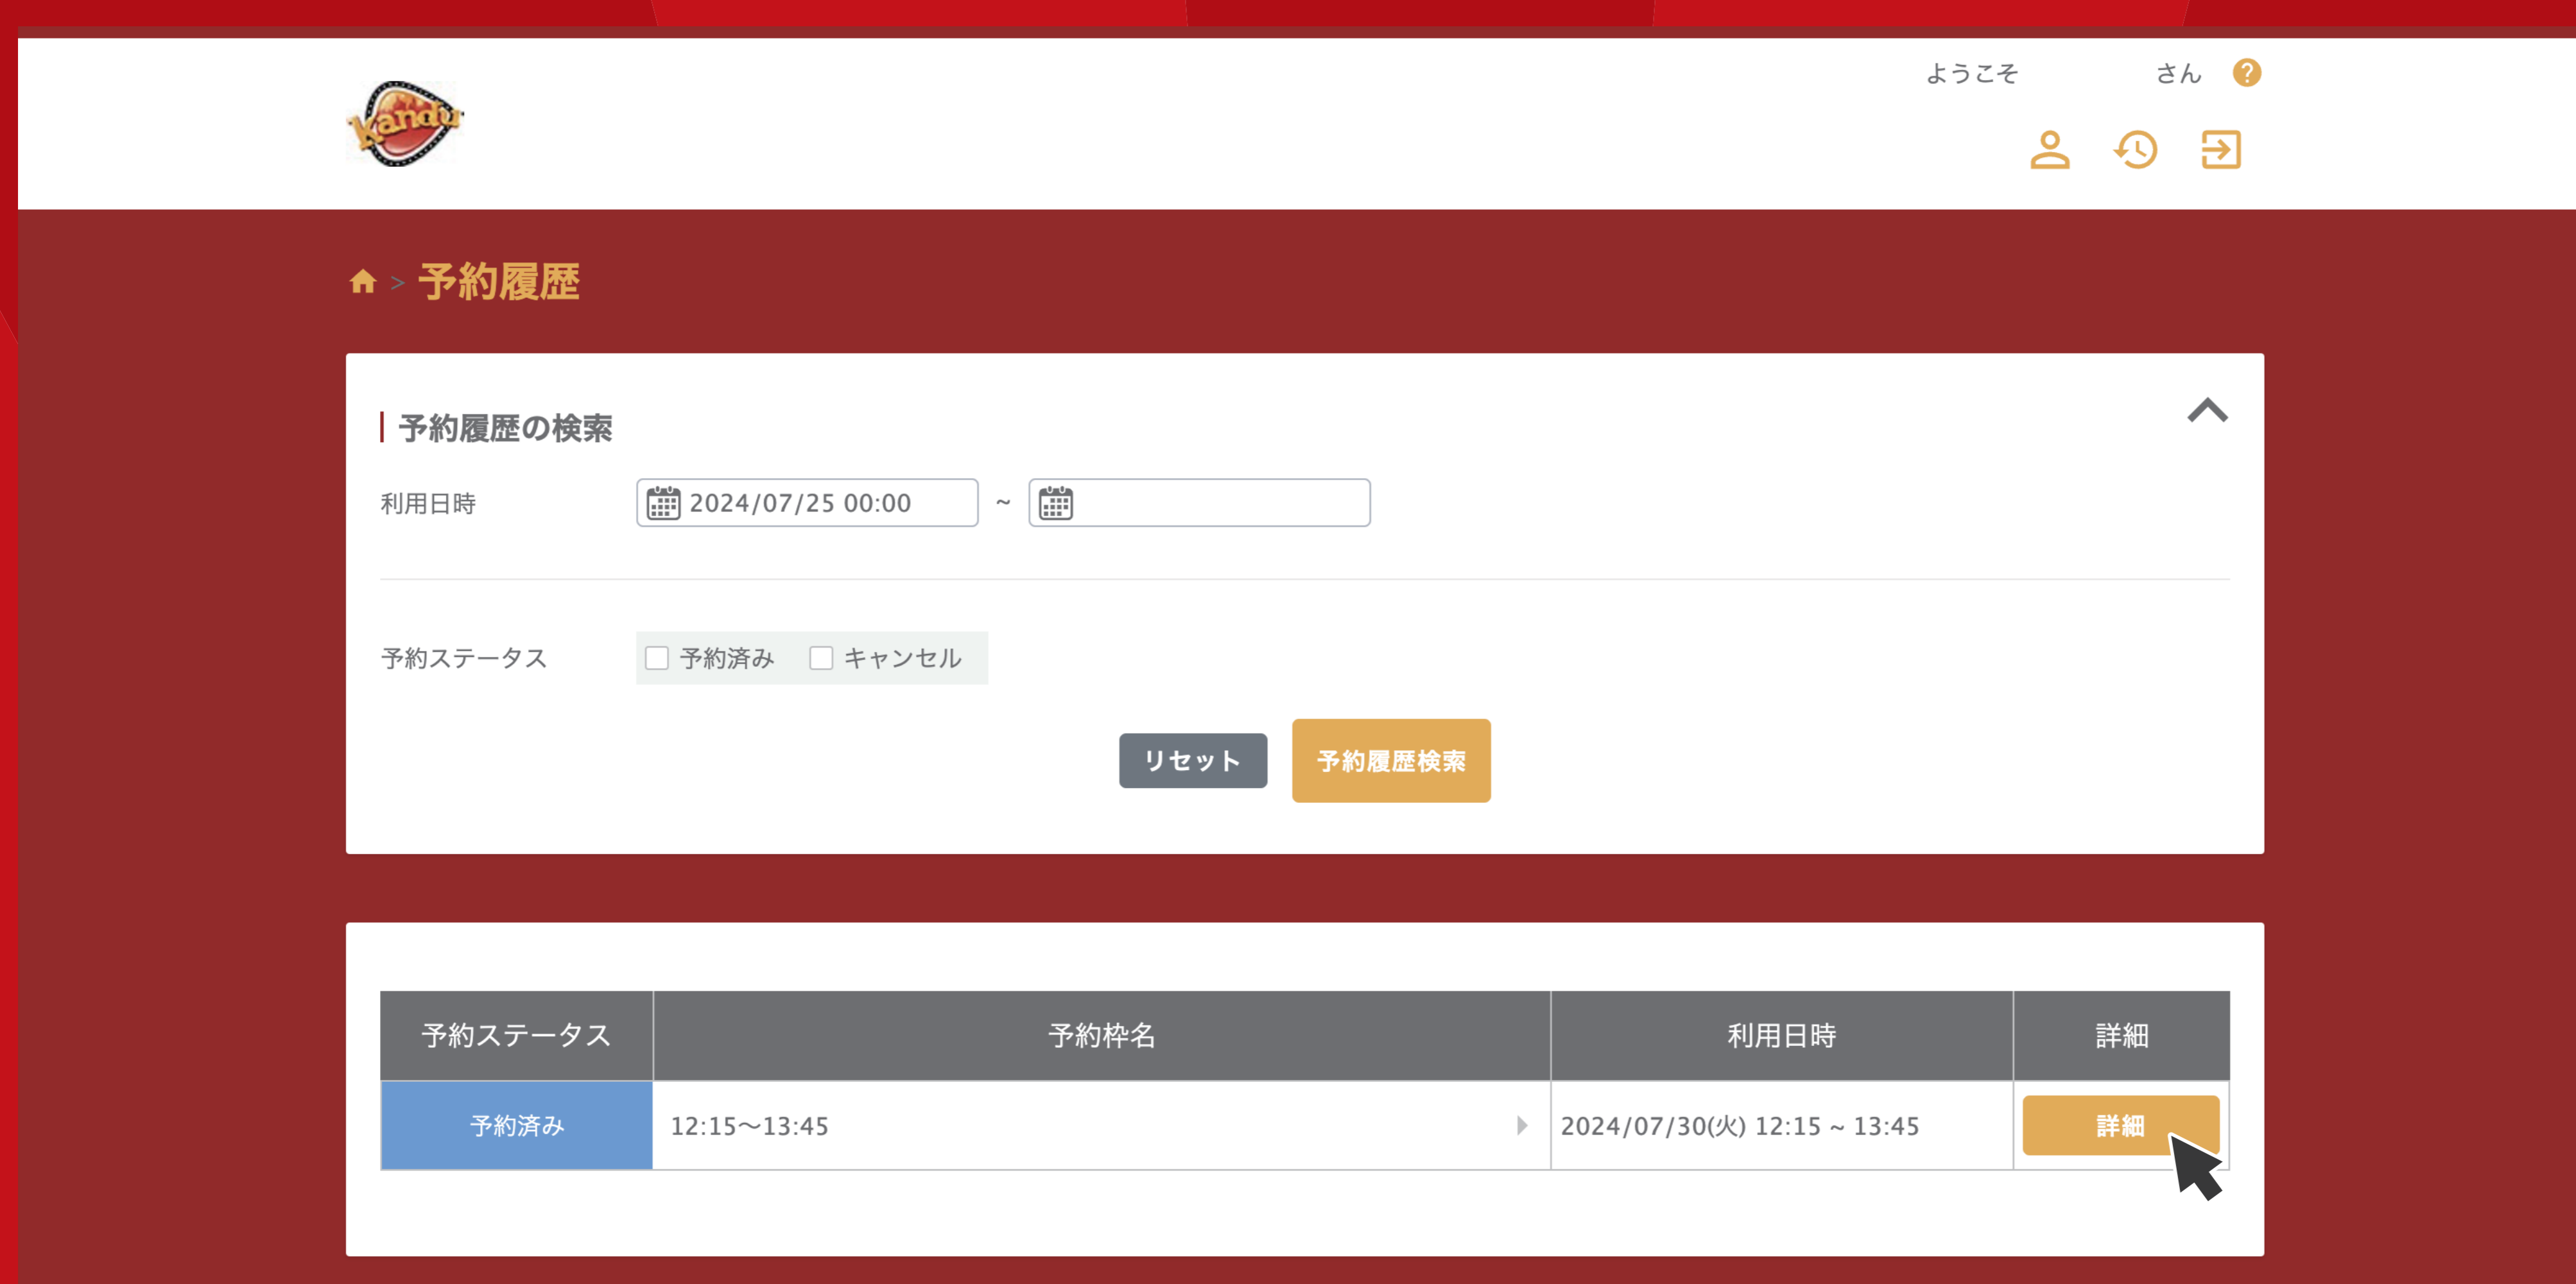 ようこそ さん ?
Kandu
> 予約履歴
予約履歴の検索
利用日時 2024/07/25 00:00 ~
予約ステータス 予約済み キャンセル
リセット 予約履歴検索
予約ステータス 予約枠名 利用日時 詳細
予約済み 12:15〜13:45 2024/07/30(火) 12:15 ~ 13:45 詳細